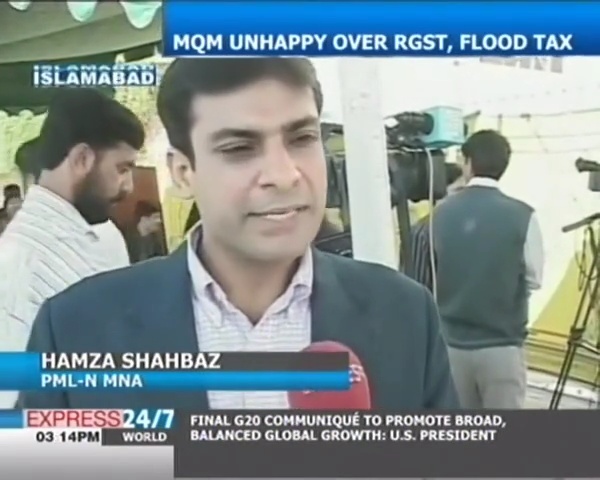 MQM UNHAPPY OVER RGST, FLOOD TAX
ISLAMABAD
HAMZA SHAHBAZ
PML-N MNA
EXPRESS 24/7
03:14PM WORLD
FINAL G20 COMMUNIQUÉ TO PROMOTE BROAD,
BALANCED GLOBAL GROWTH: U.S. PRESIDENT